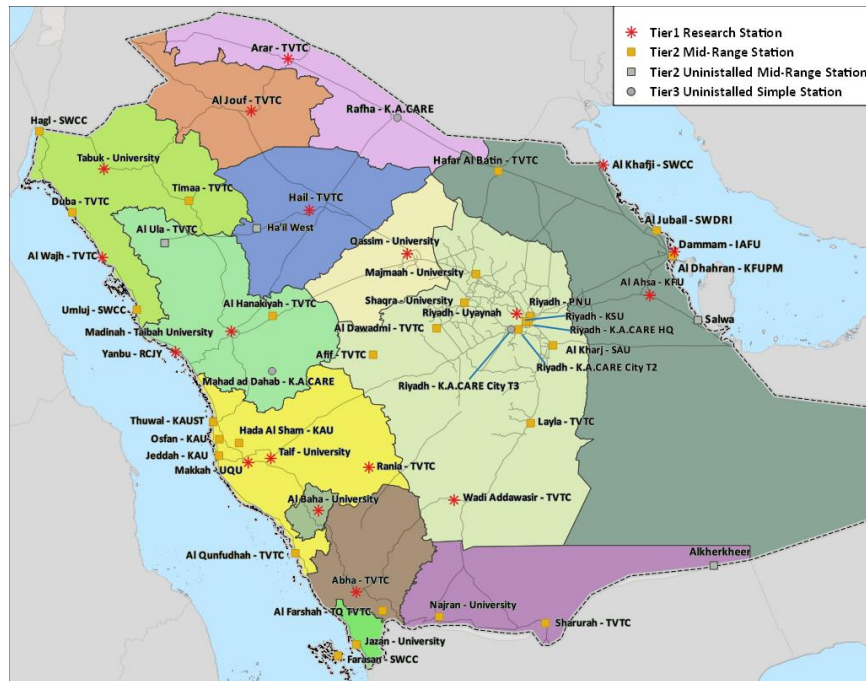 Tier1 Research Station
Tier2 Mid-Range Station
Tier2 Uninistalled Mid-Range Station
Tier3 Uninistalled Simple Station
Arar - TVTC
Al Jouf - TVTC
Rafha - K.A.CARE
Hagl - SWCC
Tabuk - University
Hafar Al Batin - TVTC
Al Khafji - SWCC
Timaa - TVTC
Hail - TVTC
Duba - TVTC
Al Ula - TVTC
Ha'il West
Al Jubail - SWDRI
Qassim - University
Dammam - IAFU
Al Wajh - TVTC
Majmaah - University
Al Dhahran - KFUPM
Al Ahsa - KFU
Umluj - SWCC
Al Hanakiyah - TVTC
Shaqra - University
Riyadh - PNU
Riyadh - Uyaynah
Riyadh - KSU
Salwa
Madinah - Taibah University
Al Dawadmi - TVTC
Riyadh - K.A.CARE HQ
Yanbu - RCJY
Afif - TVTC
Al Kharj - SAU
Riyadh - K.A.CARE City T2
Mahad ad Dahab - K.A.CARE
Riyadh - K.A.CARE City T3
Thuwal - KAUST
Hada Al Sham - KAU
Layla - TVTC
Osfan - KAU
Jeddah - KAU
Taif - University
Makkah - UQU
Rania - TVTC
Al Baha - University
Wadi Addawasir - TVTC
Al Qunfudhah - TVTC
Alkherkheer
Abha - TVTC
Al Farshah - TQ TVTC
Najran - University
Sharurah - TVTC
Jazan - University
Farasan - SWCC